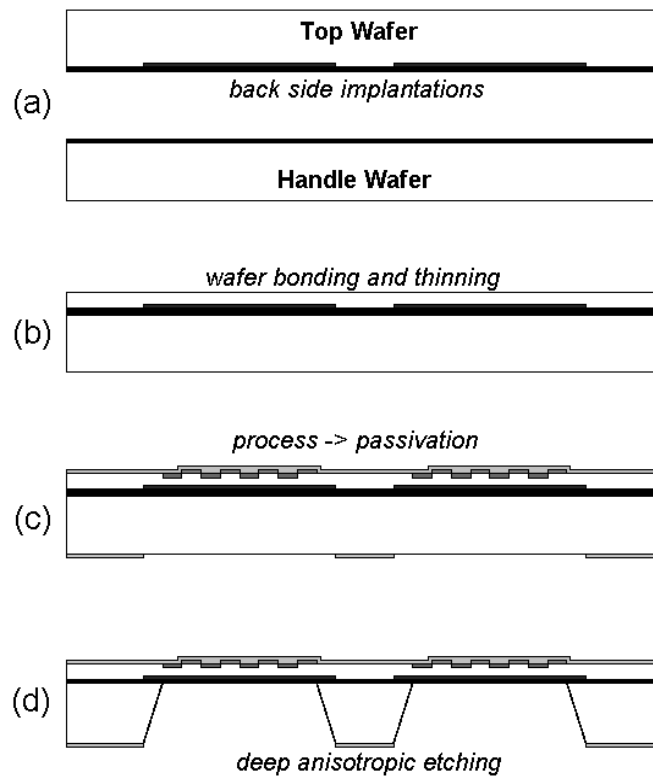 Top Wafer
back side implantations
(a)
Handle Wafer
wafer bonding and thinning
(b)
process -> passivation
(c)
(d)
deep anisotropic etching